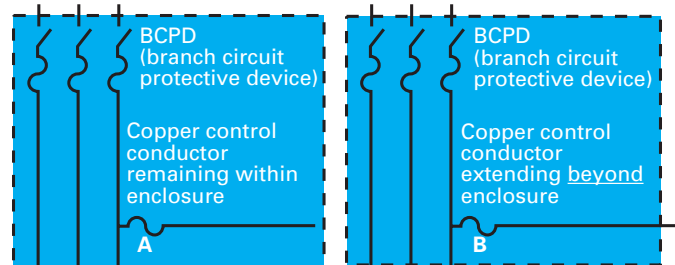 BCPD
(branch circuit
protective device)
Copper control
conductor
remaining within
enclosure
A
BCPD
(branch circuit
protective device)
Copper control
conductor
extending beyond
enclosure
B